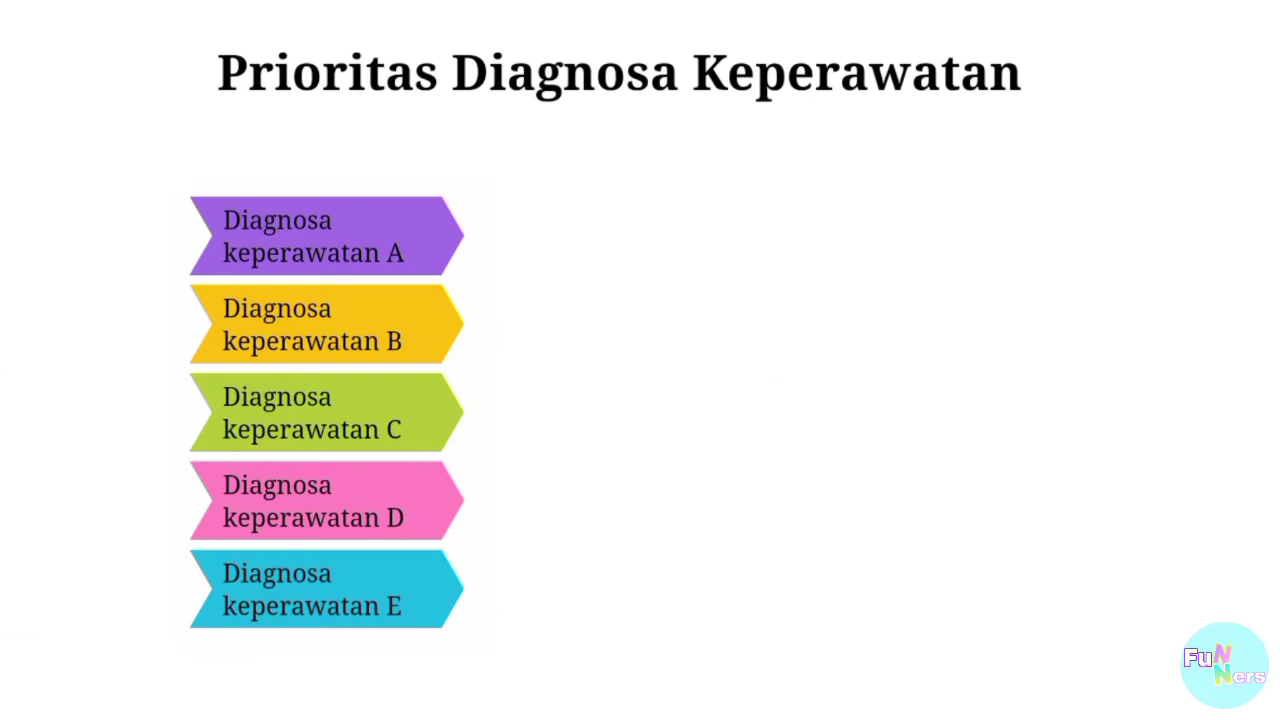 Prioritas Diagnosa Keperawatan
Diagnosa
keperawatan A
Diagnosa
keperawatan B
Diagnosa
keperawatan C
Diagnosa
keperawatan D
Diagnosa
keperawatan E
FuN
Ners